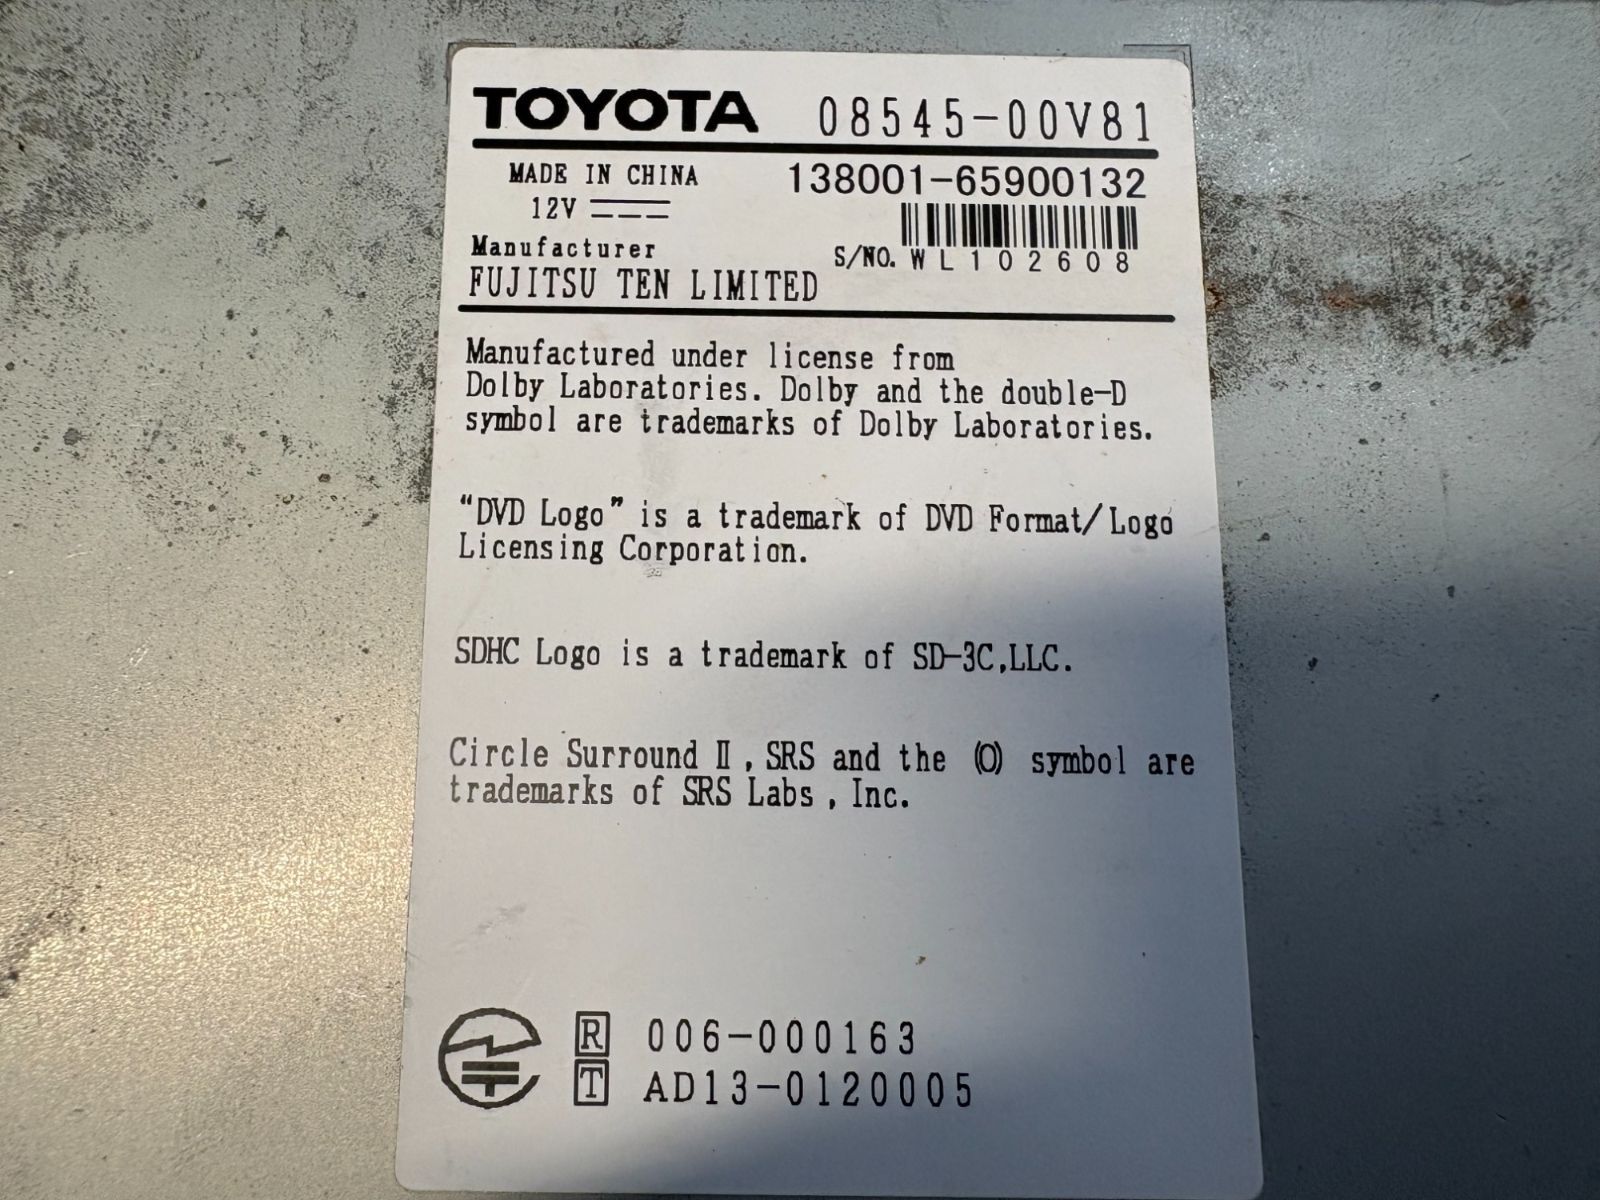 TOYOTA 08545-00V81
MADE IN CHINA 138001-65900132
12V
Manufacturer S/NO. WL102608
FUJITSU TEN LIMITED
Manufactured under license from
Dolby Laboratories. Dolby and the double-D
symbol are trademarks of Dolby Laboratories.
“DVD Logo” is a trademark of DVD Format/Logo
Licensing Corporation.
SDHC Logo is a trademark of SD-3C,LLC.
Circle Surround Ⅱ, SRS and the (O) symbol are
trademarks of SRS Labs, Inc.
R 006-000163
T AD13-0120005